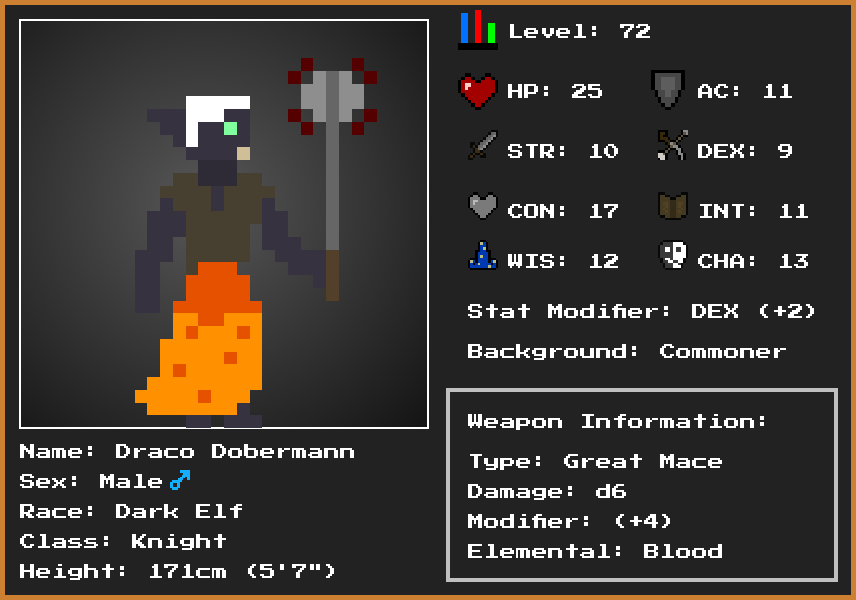 Level: 72
HP: 25
AC: 11
STR: 10
DEX: 9
CON: 17
INT: 11
WIS: 12
CHA: 13
Stat Modifier: DEX (+2)
Background: Commoner
Weapon Information:
Type: Great Mace
Damage: d6
Modifier: (+4)
Elemental: Blood
Name: Draco Dobermann
Sex: Male♂
Race: Dark Elf
Class: Knight
Height: 171cm (5'7")